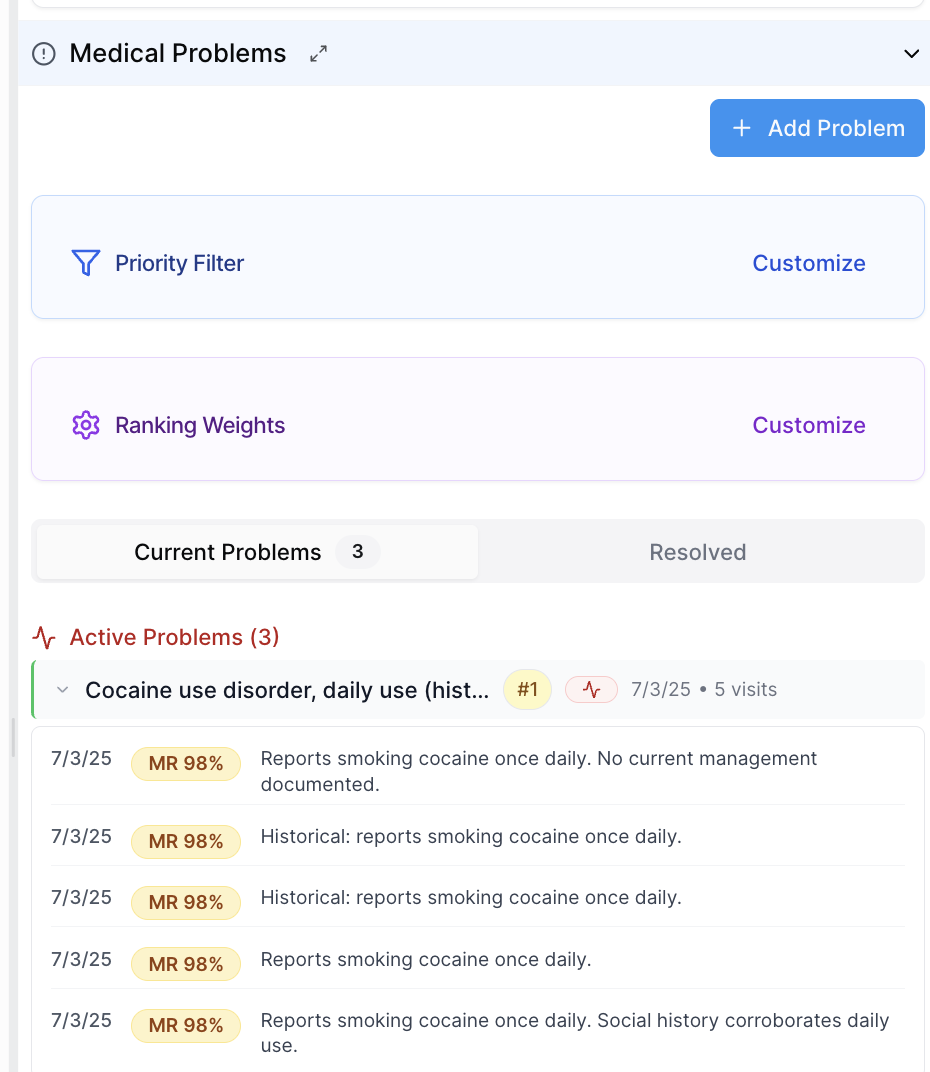 Medical Problems
+ Add Problem
Priority Filter
Customize
Ranking Weights
Customize
Current Problems 3
Resolved
Active Problems (3)
Cocaine use disorder, daily use (hist... #1 7/3/25 • 5 visits
7/3/25 MR 98% Reports smoking cocaine once daily. No current management
documented.
7/3/25 MR 98% Historical: reports smoking cocaine once daily.
7/3/25 MR 98% Historical: reports smoking cocaine once daily.
7/3/25 MR 98% Reports smoking cocaine once daily.
7/3/25 MR 98% Reports smoking cocaine once daily. Social history corroborates daily
use.